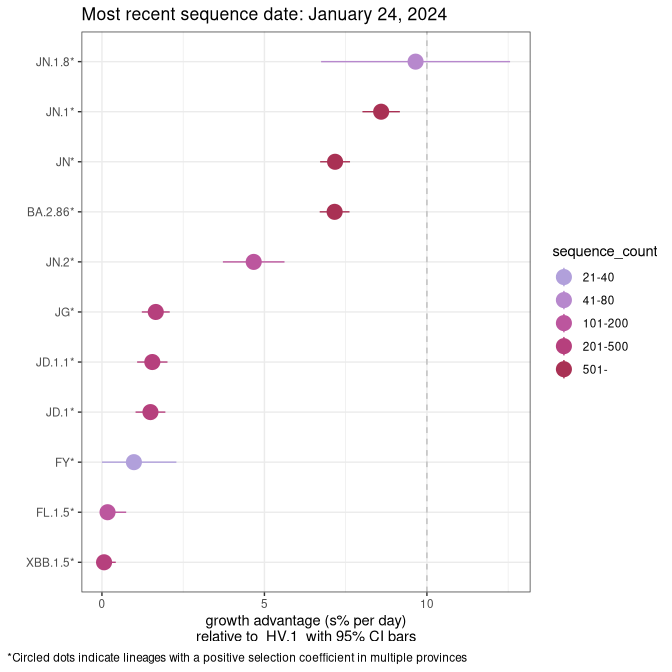 Most recent sequence date: January 24, 2024
JN.1.8*
JN.1*
JN*
BA.2.86*
JN.2*
JG*
JD.1.1*
JD.1*
FY*
FL.1.5*
XBB.1.5*
0
5
10
growth advantage (s% per day)
relative to HV.1 with 95% CI bars
sequence_count
21-40
41-80
101-200
201-500
501-
*Circled dots indicate lineages with a positive selection coefficient in multiple provinces